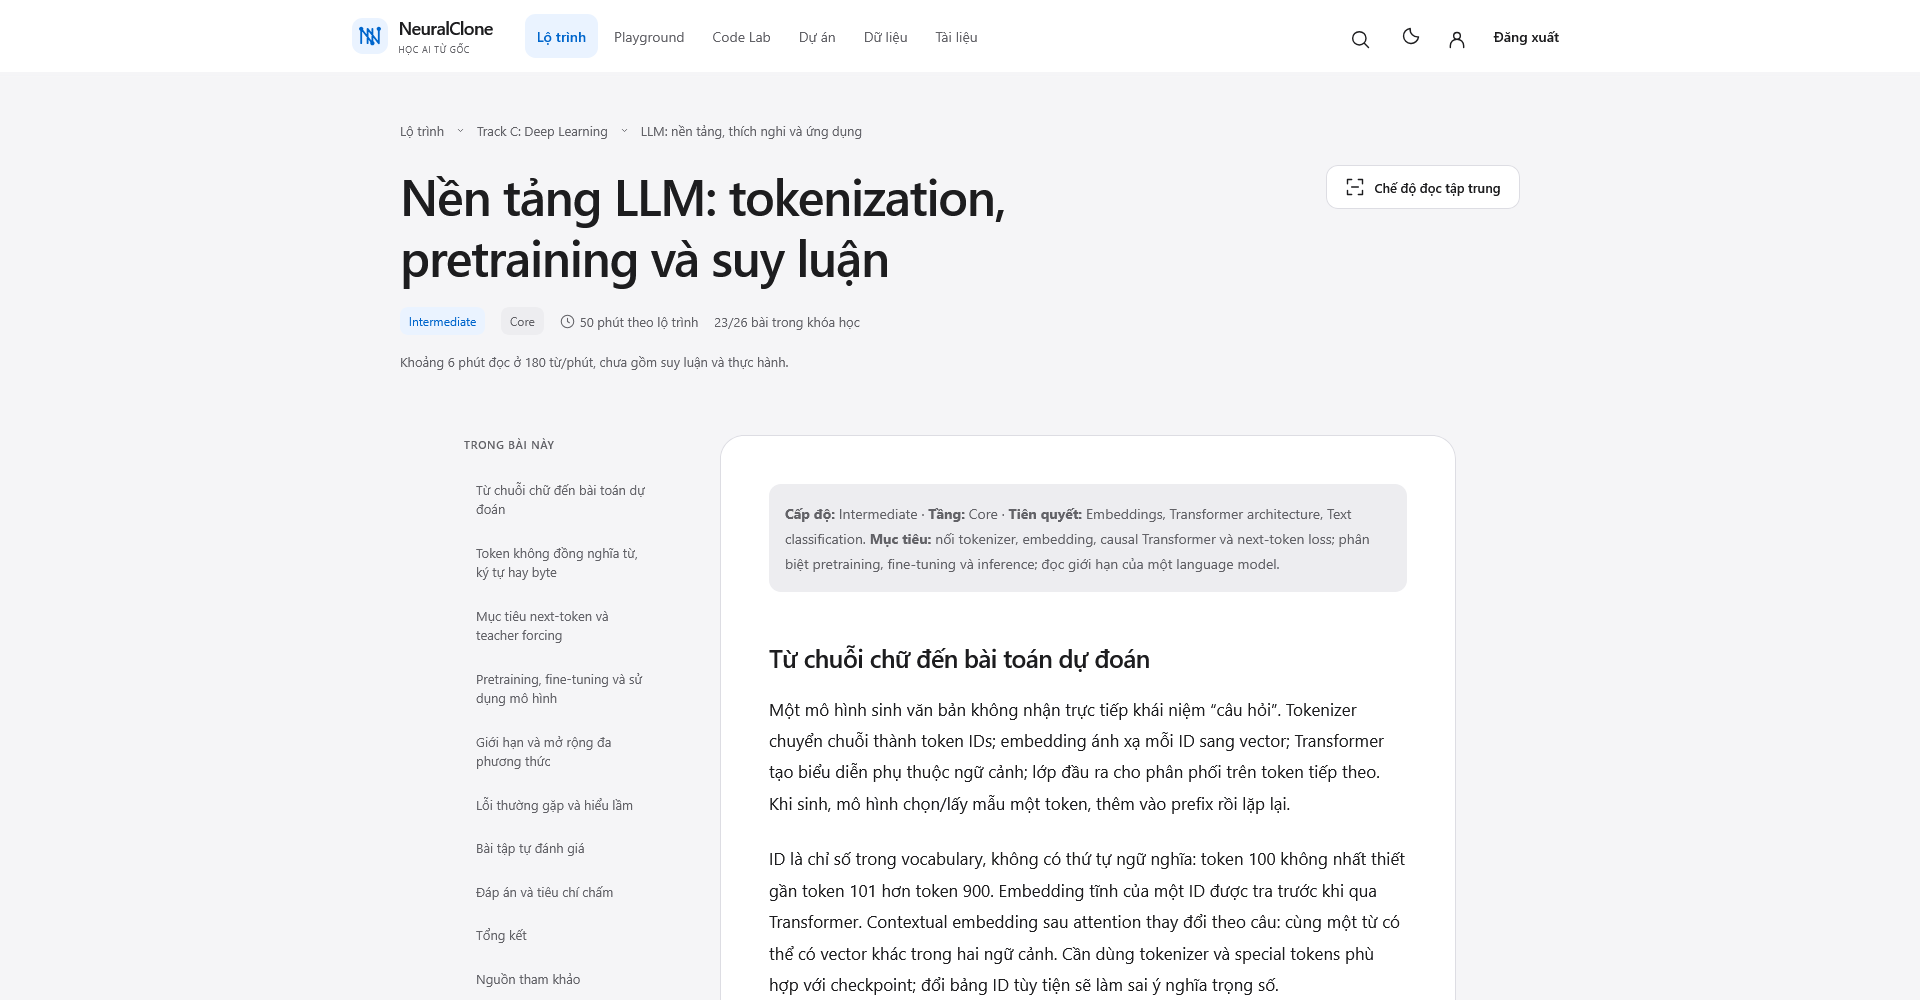 NeuralClone
HỌC AI TỪ GỐC
Lộ trình
Playground
Code Lab
Dự án
Dữ liệu
Tài liệu
Đăng xuất
Lộ trình
Track C: Deep Learning
LLM: nền tảng, thích nghi và ứng dụng
Nền tảng LLM: tokenization,
pretraining và suy luận
Chế độ đọc tập trung
Intermediate
Core
50 phút theo lộ trình
23/26 bài trong khóa học
Khoảng 6 phút đọc ở 180 từ/phút, chưa gồm suy luận và thực hành.
TRONG BÀI NÀY
Từ chuỗi chữ đến bài toán dự
đoán
Token không đồng nghĩa từ,
ký tự hay byte
Mục tiêu next-token và
teacher forcing
Pretraining, fine-tuning và sử
dụng mô hình
Giới hạn và mở rộng đa
phương thức
Lỗi thường gặp và hiểu lầm
Bài tập tự đánh giá
Đáp án và tiêu chí chấm
Tổng kết
Nguồn tham khảo
Cấp độ: Intermediate · Tầng: Core · Tiên quyết: Embeddings, Transformer architecture, Text
classification. Mục tiêu: nối tokenizer, embedding, causal Transformer và next-token loss; phân
biệt pretraining, fine-tuning và inference; đọc giới hạn của một language model.
Từ chuỗi chữ đến bài toán dự đoán
Một mô hình sinh văn bản không nhận trực tiếp khái niệm “câu hỏi”. Tokenizer
chuyển chuỗi thành token IDs; embedding ánh xạ mỗi ID sang vector; Transformer
tạo biểu diễn phụ thuộc ngữ cảnh; lớp đầu ra cho phân phối trên token tiếp theo.
Khi sinh, mô hình chọn/lấy mẫu một token, thêm vào prefix rồi lặp lại.
ID là chỉ số trong vocabulary, không có thứ tự ngữ nghĩa: token 100 không nhất thiết
gần token 101 hơn token 900. Embedding tĩnh của một ID được tra trước khi qua
Transformer. Contextual embedding sau attention thay đổi theo câu: cùng một từ có
thể có vector khác trong hai ngữ cảnh. Cần dùng tokenizer và special tokens phù
hợp với checkpoint; đổi bảng ID tùy tiện sẽ làm sai ý nghĩa trọng số.